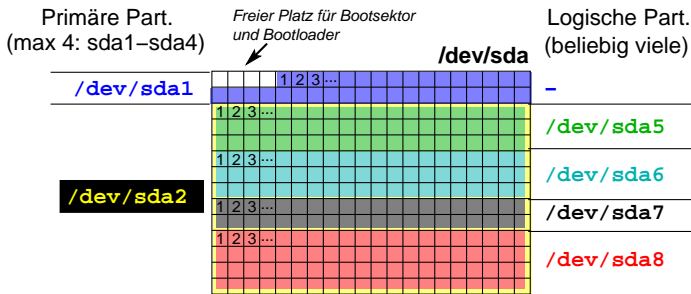 Primäre Part.
(max 4: sda1–sda4)
Freier Platz für Bootsektor
und Bootloader
/dev/sda
Logische Part.
(beliebig viele)
/dev/sda1
1 2 3 ...
–
1 2 3 ...
/dev/sda5
1 2 3 ...
/dev/sda6
/dev/sda2
1 2 3 ...
/dev/sda7
1 2 3 ...
/dev/sda8